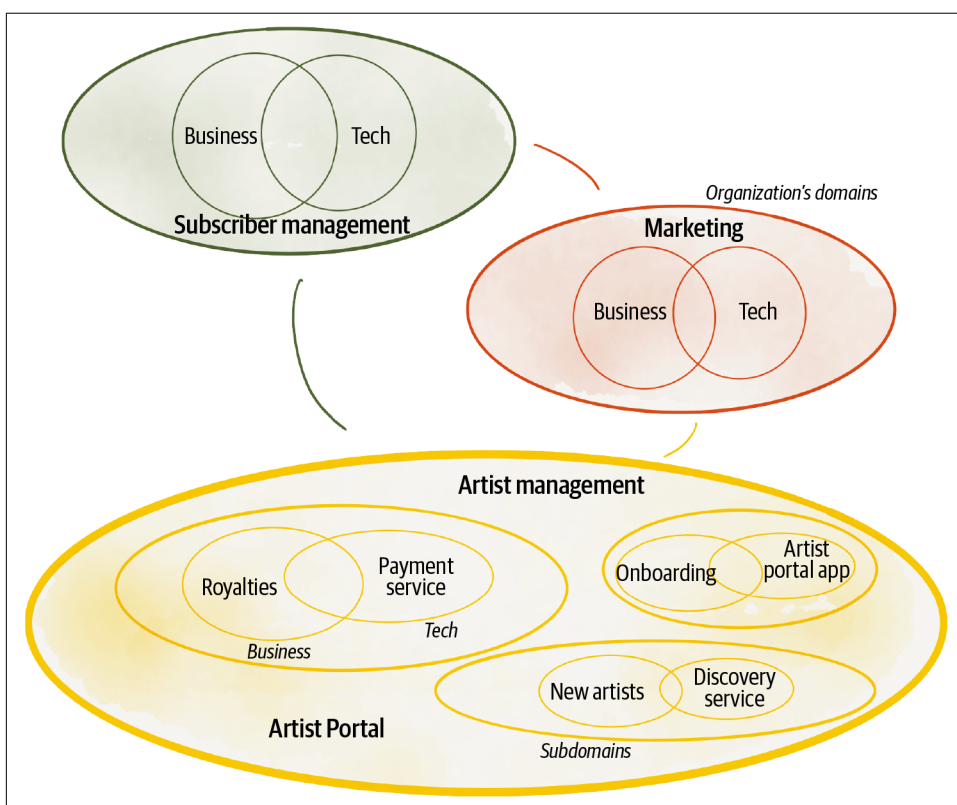 Business
Tech
Subscriber management
Organization's domains
Marketing
Business
Tech
Artist management
Royalties
Payment
service
Business
Tech
Onboarding
Artist
portal app
New artists
Discovery
service
Artist Portal
Subdomains